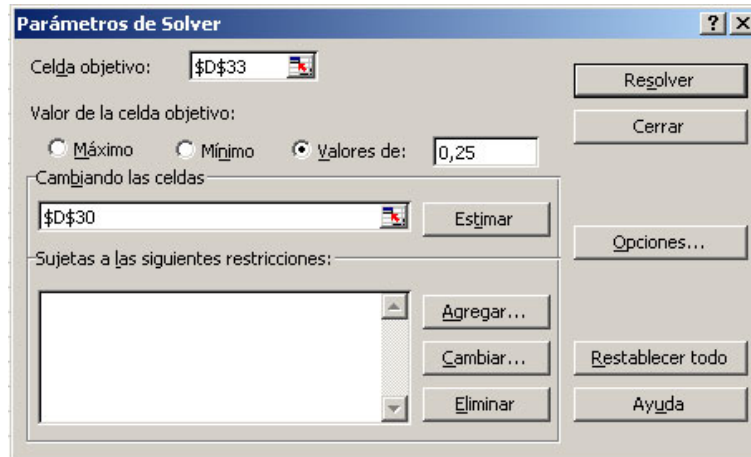 Parámetros de Solver
Celda objetivo: $D$33
Resolver
Valor de la celda objetivo:
Cerrar
Máximo Mínimo Valores de: 0,25
Cambiando las celdas
$D$30 Estimar
Opciones...
Sujetas a las siguientes restricciones:
Agregar...
Cambiar... Restablecer todo
Eliminar Ayuda